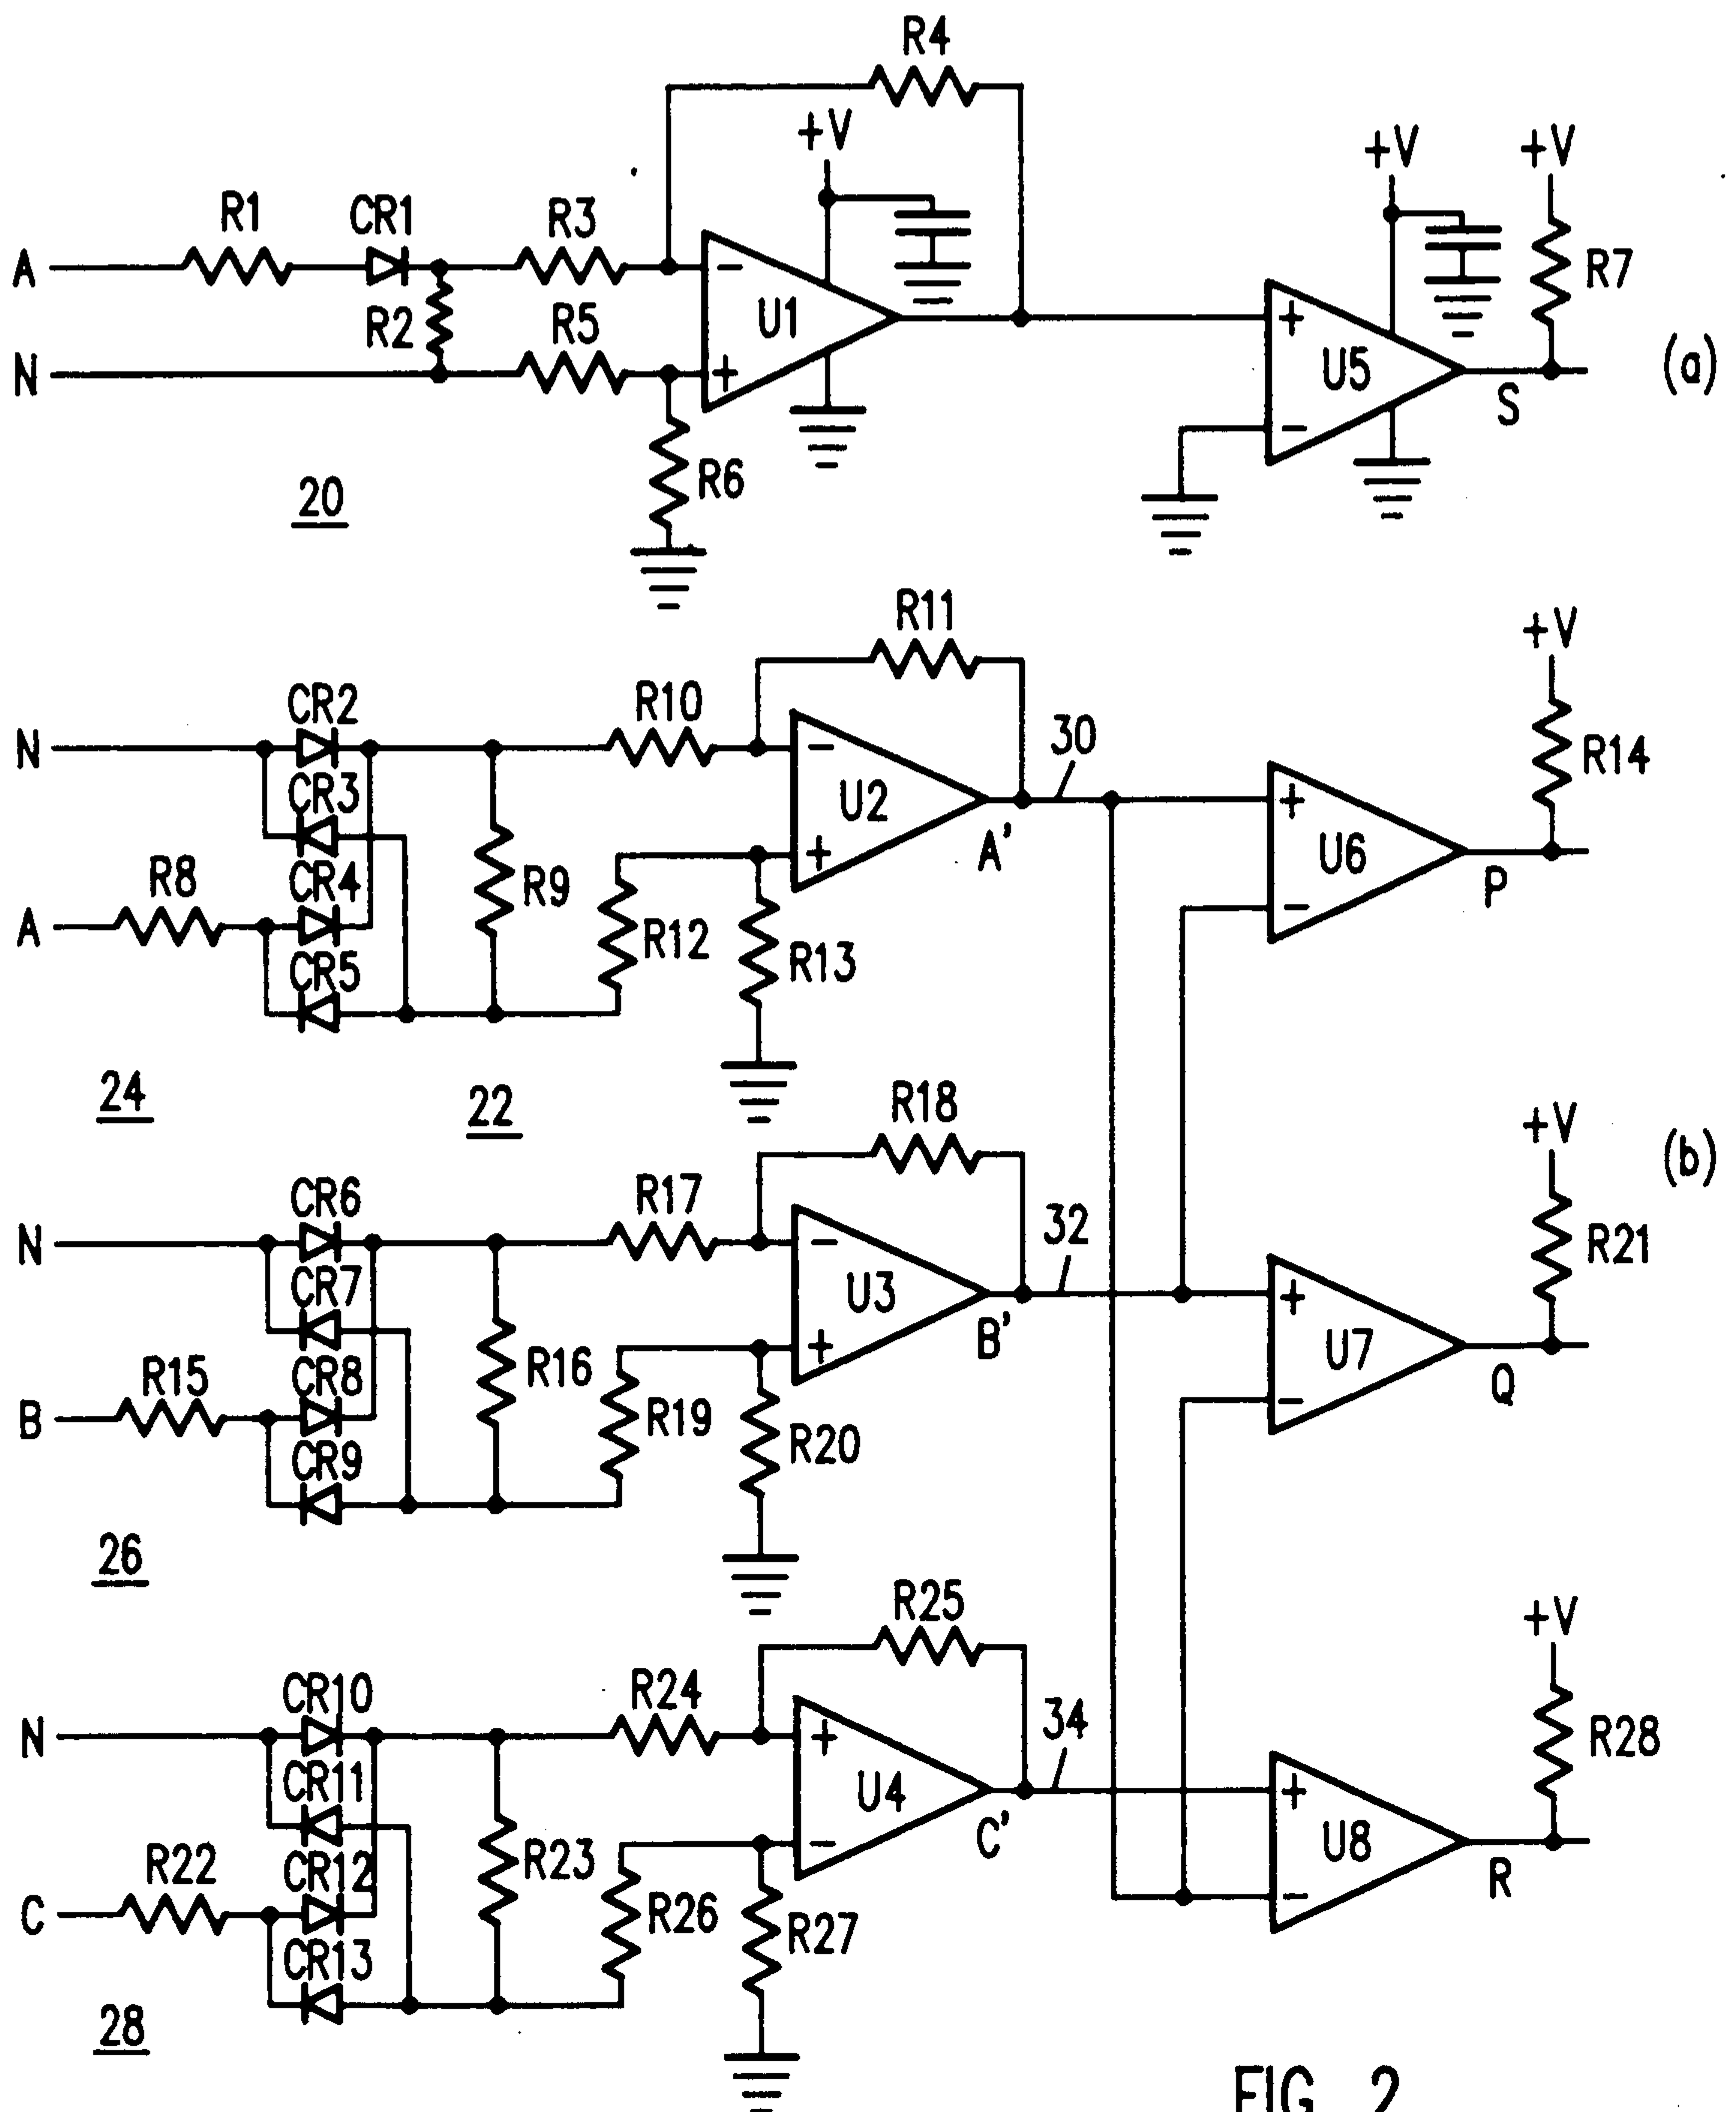 R4
+V
+V
+V
R1
CR1
R3
A
−
R7
R2
R5
U1
+
(a)
N
+
U5
S
−
R6
20
R11
+V
CR2
R10
30
N
−
R14
CR3
U2
+
R8
CR4
+
A'
U6
R9
P
A
R12
−
CR5
R13
24
22
R18
+V
(b)
CR6
R17
32
N
−
R21
CR7
U3
+
R15
CR8
+
B'
U7
R16
Q
B
R19
−
CR9
R20
26
R25
+V
CR10
R24
34
N
+
R28
CR11
U4
+
R22
CR12
−
C'
U8
R23
R
C
R26
−
CR13
R27
28
FIG. 2